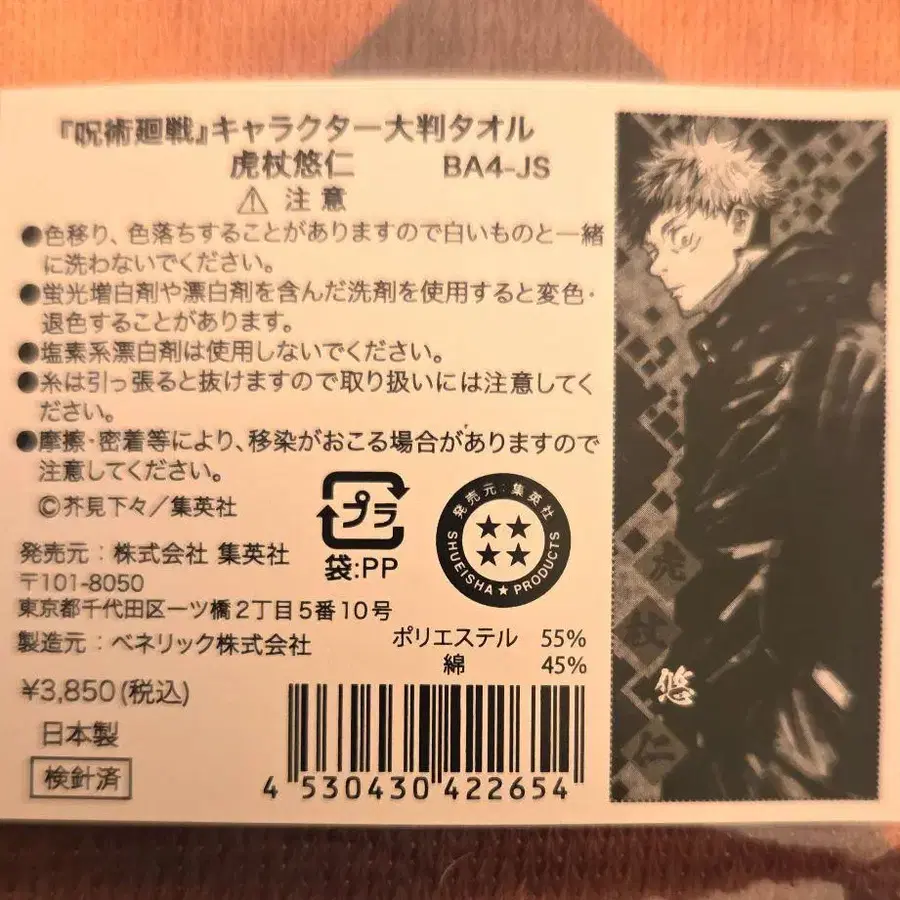 『呪術廻戦』キャラクター大判タオル
虎杖悠仁 BA4-JS
⚠ 注意
●色移り、色落ちすることがありますので白いものと一緒
に洗わないでください。
●蛍光増白剤や漂白剤を含んだ洗剤を使用すると変色・
退色することがあります。
●塩素系漂白剤は使用しないでください。
●糸は引っ張ると抜けますので取り扱いには注意してく
ださい。
●摩擦・密着等により、移染がおこる場合がありますので
注意してください。
©芥見下々／集英社
プラ
袋:PP
発売元:集英社
SHUEISHA★PRODUCTS
発売元：株式会社 集英社
〒101-8050
東京都千代田区一ツ橋2丁目5番10号
製造元：ベネリック株式会社
ポリエステル 55%
綿 45%
¥3,850(税込)
日本製
検針済
4 530430 422654
虎
杖
悠
仁